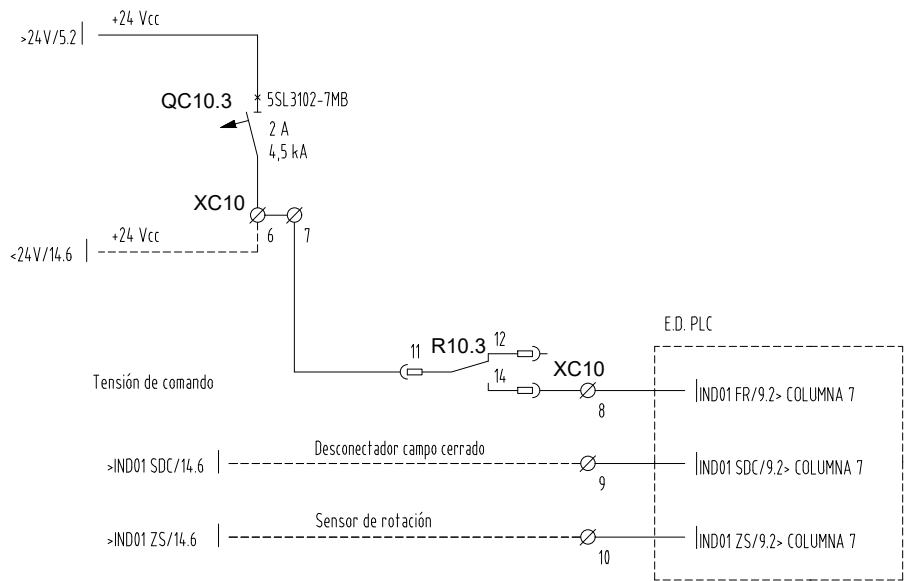 +24 Vcc
>24V/5.2
QC10.3
5SL3102-7MB
2 A
4,5 kA
XC10
6
7
+24 Vcc
<24V/14.6
E.D. PLC
11
R10.3
12
14
XC10
8
Tensión de comando
IND01 FR/9.2> COLUMNA 7
>IND01 SDC/14.6
Desconectador campo cerrado
9
IND01 SDC/9.2> COLUMNA 7
>IND01 ZS/14.6
Sensor de rotación
10
IND01 ZS/9.2> COLUMNA 7